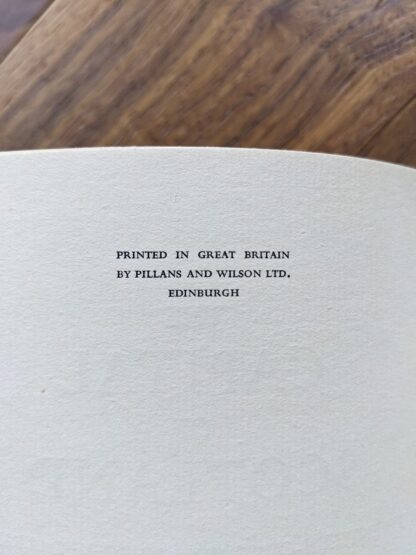 PRINTED IN GREAT BRITAIN
BY PILLANS AND WILSON LTD.
EDINBURGH